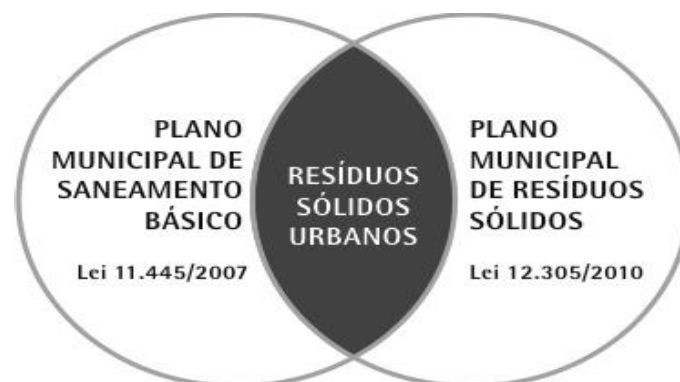 PLANO
MUNICIPAL DE
SANEAMENTO
BÁSICO
Lei 11.445/2007
RESÍDUOS
SÓLIDOS
URBANOS
PLANO
MUNICIPAL
DE RESÍDUOS
SÓLIDOS
Lei 12.305/2010